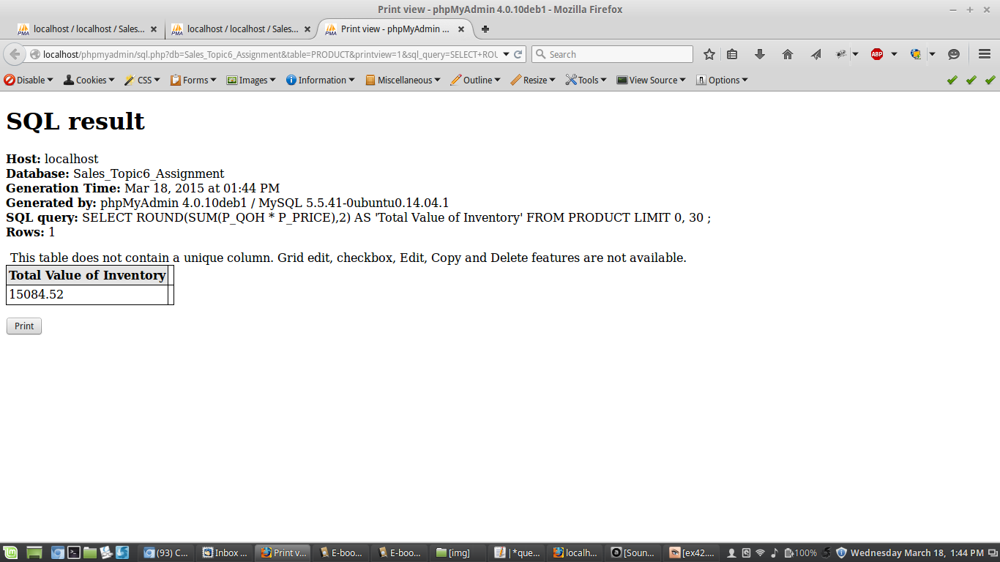 Print view - phpMyAdmin 4.0.10deb1 - Mozilla Firefox
localhost / localhost / Sales...
localhost / localhost / Sales...
Print view - phpMyAdmin ...
localhost/phpmyadmin/sql.php?db=Sales_Topic6_Assignment&table=PRODUCT&printview=1&sql_query=SELECT+ROU
Search
ABP
Disable
Cookies
CSS
Forms
Images
Information
Miscellaneous
Outline
Resize
Tools
View Source
Options
SQL result
Host: localhost
Database: Sales_Topic6_Assignment
Generation Time: Mar 18, 2015 at 01:44 PM
Generated by: phpMyAdmin 4.0.10deb1 / MySQL 5.5.41-0ubuntu0.14.04.1
SQL query: SELECT ROUND(SUM(P_QOH * P_PRICE),2) AS 'Total Value of Inventory' FROM PRODUCT LIMIT 0, 30 ;
Rows: 1
This table does not contain a unique column. Grid edit, checkbox, Edit, Copy and Delete features are not available.
Total Value of Inventory
15084.52
Print
(93) C...
Inbox ...
Print v...
E-boo...
E-boo...
[img]
*que...
localh...
[Soun...
[ex42....
100%
Wednesday March 18, 1:44 PM